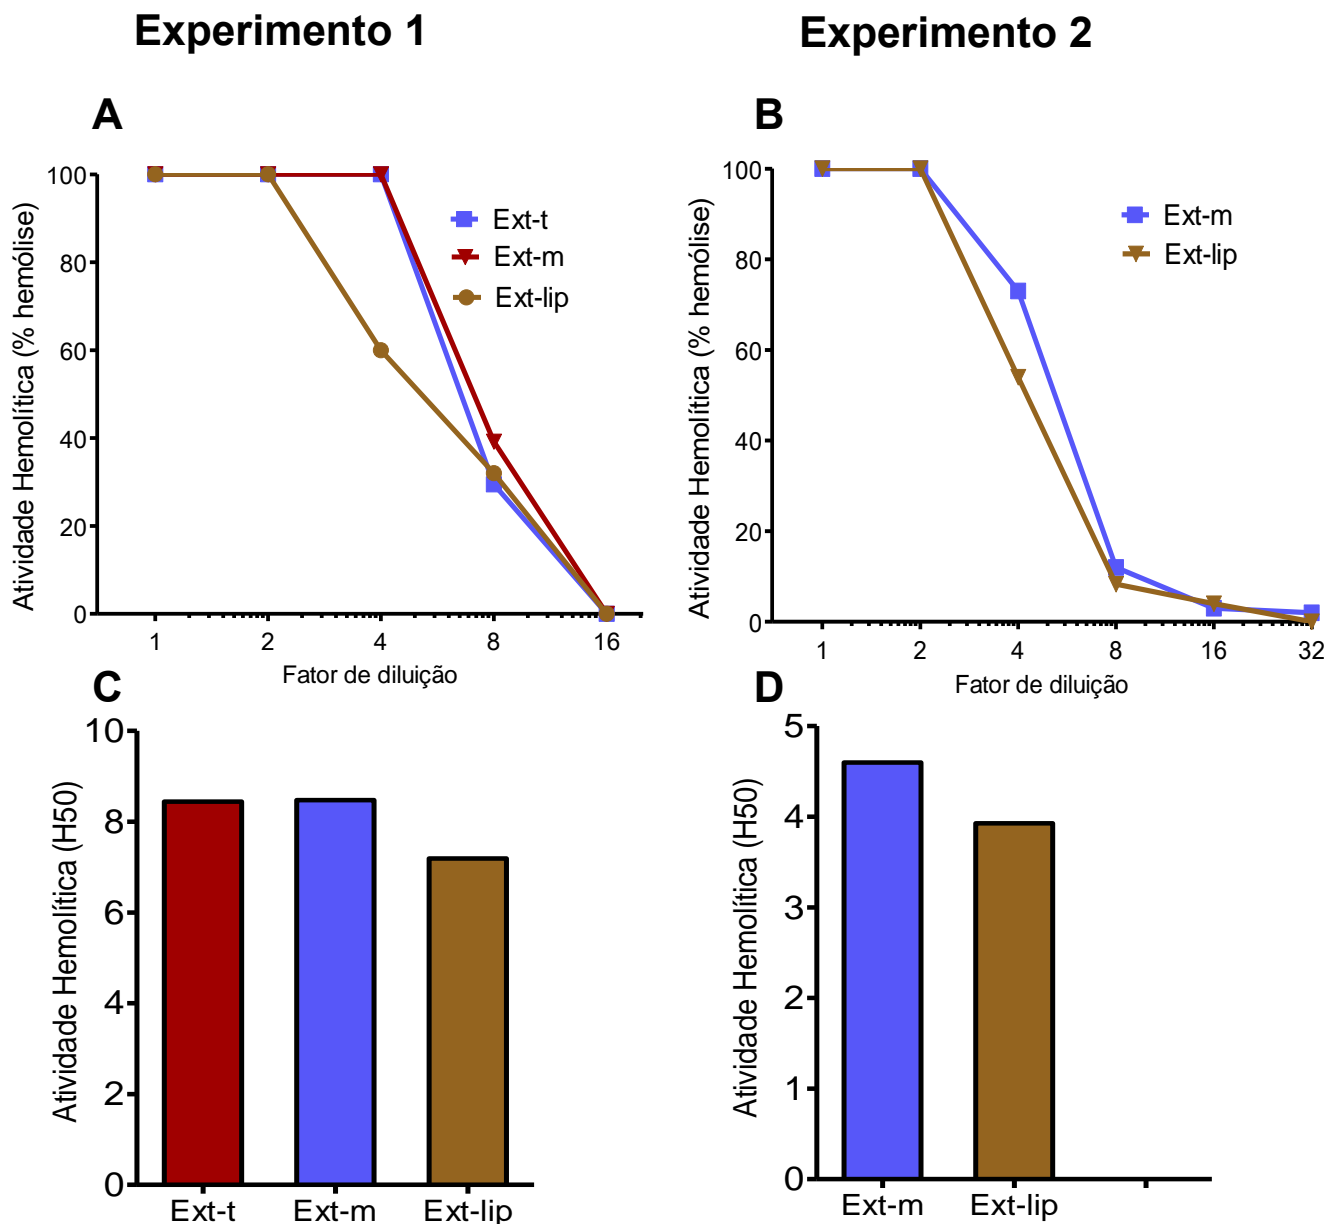 Experimento 1
Experimento 2
A
Atividade Hemolítica (% hemólise)
100
80
60
40
20
0
Ext-t
Ext-m
Ext-lip
1 2 4 8 16
Fator de diluição
B
Atividade Hemolítica (% hemólise)
100
80
60
40
20
0
Ext-m
Ext-lip
1 2 4 8 16 32
Fator de diluição
C
Atividade Hemolítica (H50)
10
8
6
4
2
0
Ext-t Ext-m Ext-lip
D
Atividade Hemolítica (H50)
5
4
3
2
1
0
Ext-m Ext-lip